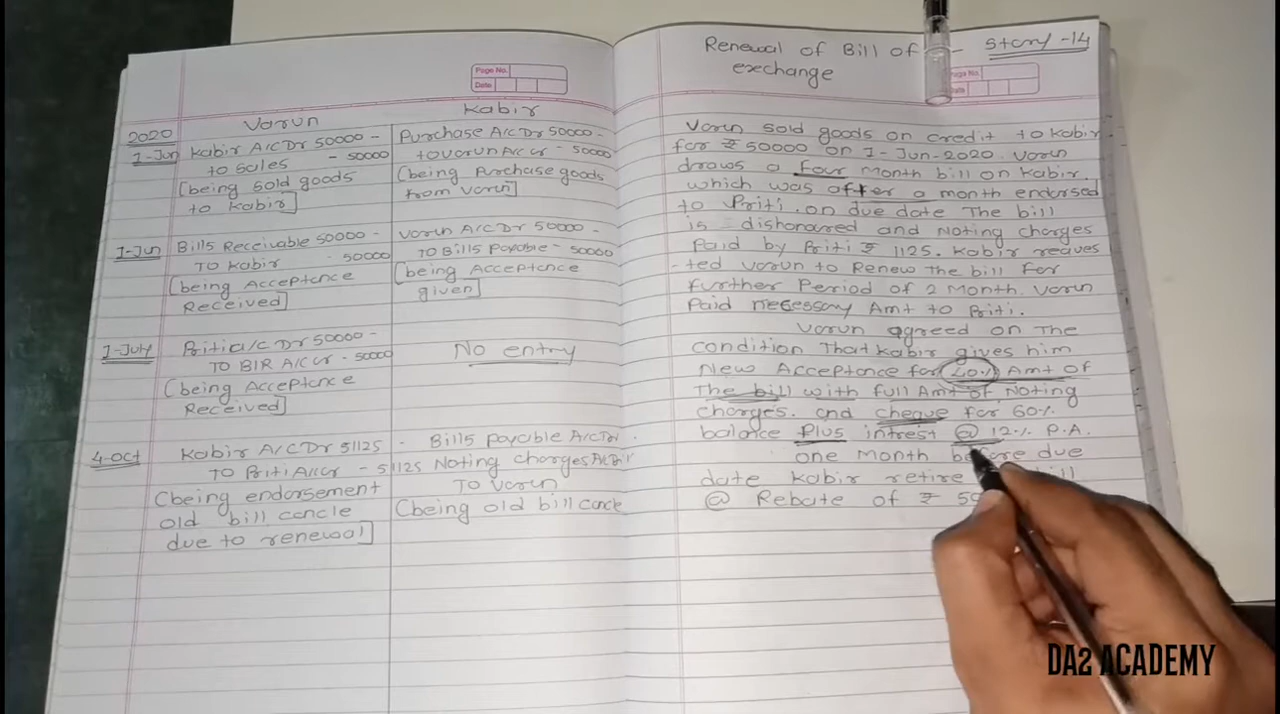 Page No.
Date
Varun
Kabir
2020
1-Jun
Kabir A/C Dr 50000 -
to Sales - 50000
[being sold goods
to kabir]
Purchase A/C Dr 50000 -
to varun A/c cr - 50000
(being Purchase goods
from varun]
1-Jun
Bills Receivable 50000 -
TO Kabir - 50000
(being Acceptance
Received]
Varun A/C Dr 50000 -
TO Bills Payable - 50000
(being Acceptance
given]
1-July
Priti a/c Dr 50000 -
TO B/R A/C cr - 50000
(being Acceptance
Received]
No entry
4-Oct
Kabir A/C Dr 51125 -
TO Priti A/c cr - 51125
(being endorsement
old bill cancle
due to renewal]
Bills Payable A/c Dr .
Noting Charges A/c Dr
TO Varun
(being old bill cancle
Renewal of Bill of - Story -14
exchange
Page No.
Date
Varun sold goods on credit to Kabir
for ₹ 50000 on 1-Jun-2020. Varun
draws a four month bill on Kabir.
which was after a month endorsed
to Priti. on due date The bill
is dishonoured and Noting charges
Paid by Priti ₹ 1125. Kabir reques
-ted varun to Renew the bill for
further Period of 2 Month. Varun
Paid necessary Amt to Priti.
Varun agreed on the
condition That Kabir gives him
New Acceptance for 40% Amt of
The bill with full Amt of Noting
charges. and cheque for 60%
balance Plus intrest @ 12% P.A.
one Month before due
date Kabir retire bill
@ Rebate of ₹
DA2 ACADEMY